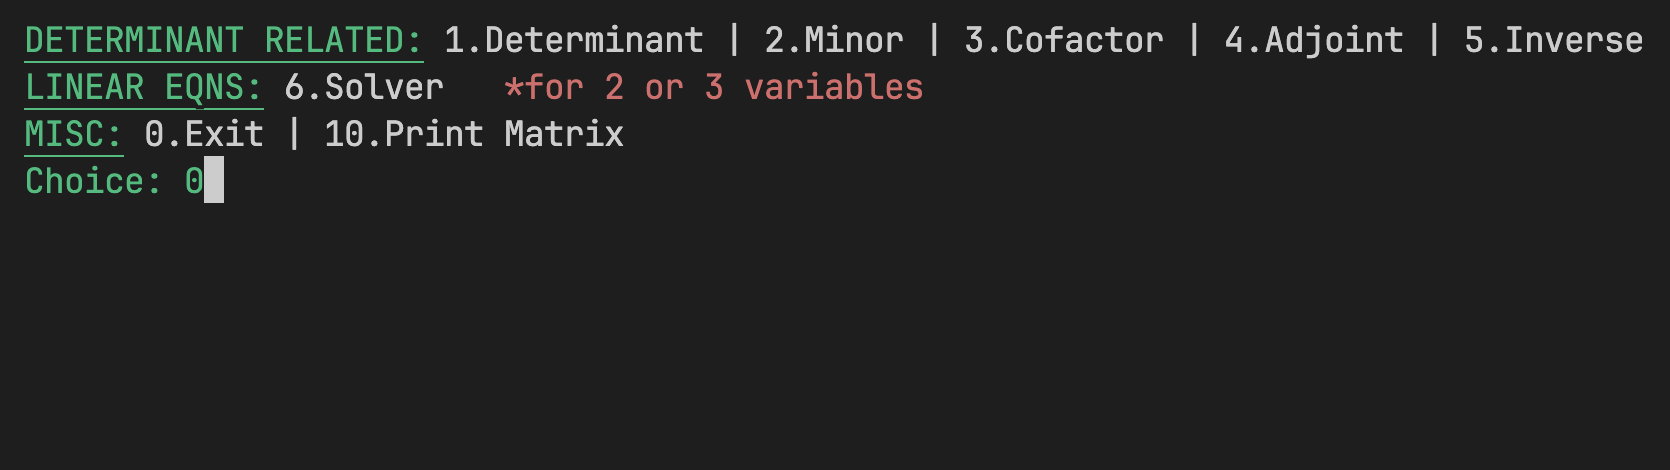 DETERMINANT RELATED: 1.Determinant | 2.Minor | 3.Cofactor | 4.Adjoint | 5.Inverse
LINEAR EQNS: 6.Solver   *for 2 or 3 variables
MISC: 0.Exit | 10.Print Matrix
Choice: 0